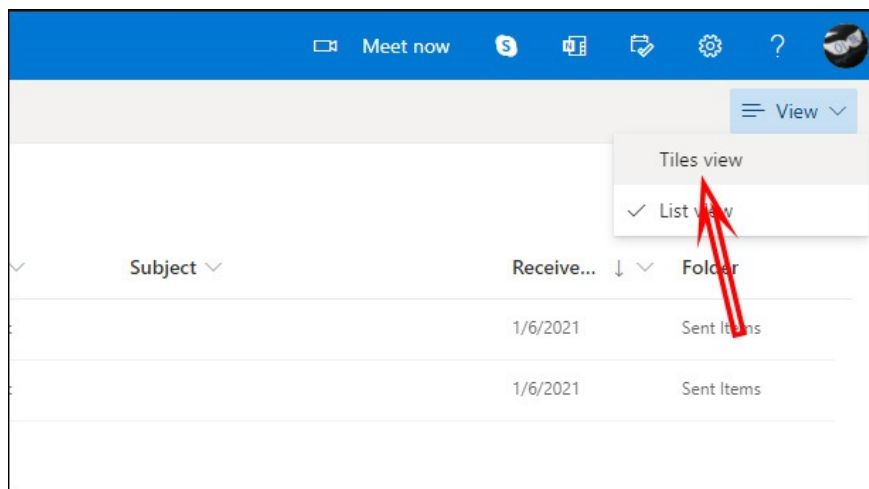 Meet now
View
Tiles view
List view
Subject Receive... Folder
1/6/2021 Sent Items
1/6/2021 Sent Items